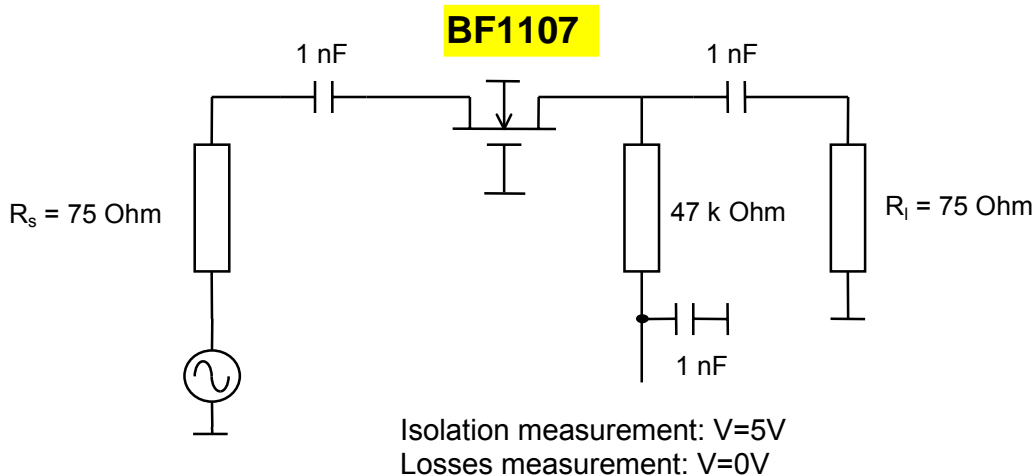 BF1107
1 nF
1 nF
Rs = 75 Ohm
47 k Ohm
Rl = 75 Ohm
1 nF
Isolation measurement: V=5V
Losses measurement: V=0V